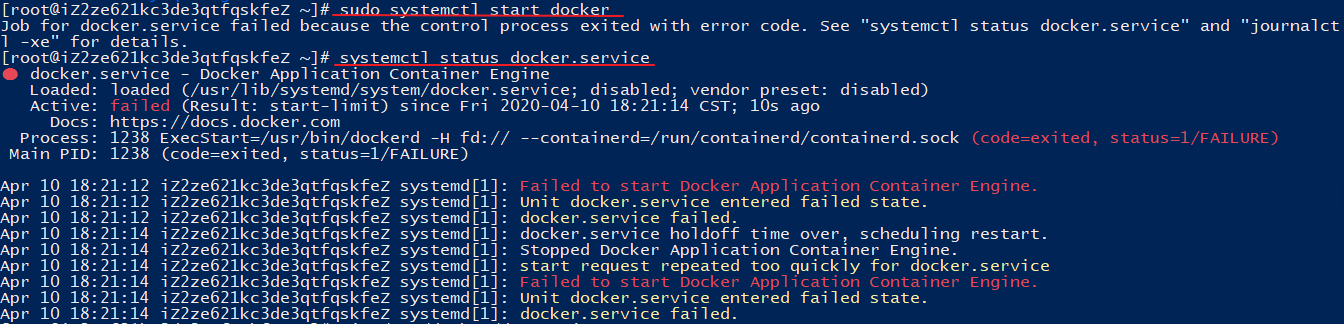 [root@iZ2ze621kc3de3qtfqskfeZ ~]# sudo systemctl start docker
Job for docker.service failed because the control process exited with error code. See "systemctl status docker.service" and "journalct
l -xe" for details.
[root@iZ2ze621kc3de3qtfqskfeZ ~]# systemctl status docker.service
● docker.service - Docker Application Container Engine
   Loaded: loaded (/usr/lib/systemd/system/docker.service; disabled; vendor preset: disabled)
   Active: failed (Result: start-limit) since Fri 2020-04-10 18:21:14 CST; 10s ago
     Docs: https://docs.docker.com
  Process: 1238 ExecStart=/usr/bin/dockerd -H fd:// --containerd=/run/containerd/containerd.sock (code=exited, status=1/FAILURE)
 Main PID: 1238 (code=exited, status=1/FAILURE)
Apr 10 18:21:12 iZ2ze621kc3de3qtfqskfeZ systemd[1]: Failed to start Docker Application Container Engine.
Apr 10 18:21:12 iZ2ze621kc3de3qtfqskfeZ systemd[1]: Unit docker.service entered failed state.
Apr 10 18:21:12 iZ2ze621kc3de3qtfqskfeZ systemd[1]: docker.service failed.
Apr 10 18:21:14 iZ2ze621kc3de3qtfqskfeZ systemd[1]: docker.service holdoff time over, scheduling restart.
Apr 10 18:21:14 iZ2ze621kc3de3qtfqskfeZ systemd[1]: Stopped Docker Application Container Engine.
Apr 10 18:21:14 iZ2ze621kc3de3qtfqskfeZ systemd[1]: start request repeated too quickly for docker.service
Apr 10 18:21:14 iZ2ze621kc3de3qtfqskfeZ systemd[1]: Failed to start Docker Application Container Engine.
Apr 10 18:21:14 iZ2ze621kc3de3qtfqskfeZ systemd[1]: Unit docker.service entered failed state.
Apr 10 18:21:14 iZ2ze621kc3de3qtfqskfeZ systemd[1]: docker.service failed.